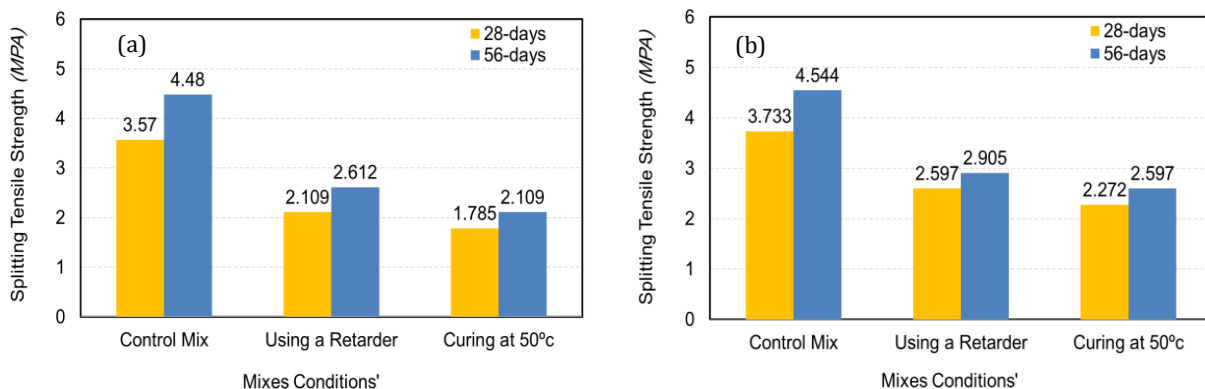 (a)
28-days
56-days
Splitting Tensile Strength (MPA)
6
5
4
3
2
1
0
3.57
4.48
2.109
2.612
1.785
2.109
Control Mix
Using a Retarder
Curing at 50ºc
Mixes Conditions'
(b)
28-days
56-days
Splitting Tensile Strength (MPA)
6
5
4
3
2
1
0
3.733
4.544
2.597
2.905
2.272
2.597
Control Mix
Using a Retarder
Curing at 50ºc
Mixes Conditions'